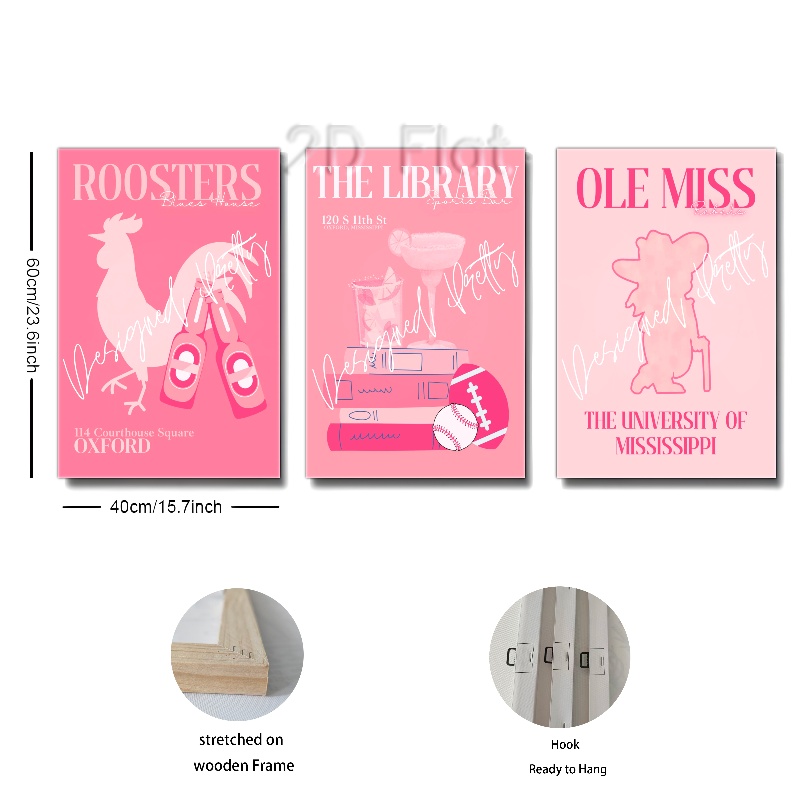 2D Flat
ROOSTERS
Blues House
Designed Pretty
114 Courthouse Square
OXFORD
THE LIBRARY
Sports Bar
120 S 11th St
OXFORD, MISSISSIPPI
Designed Pretty
OLE MISS
Designed Pretty
THE UNIVERSITY OF
MISSISSIPPI
60cm/23.6inch
40cm/15.7inch
stretched on
wooden Frame
Hook
Ready to Hang